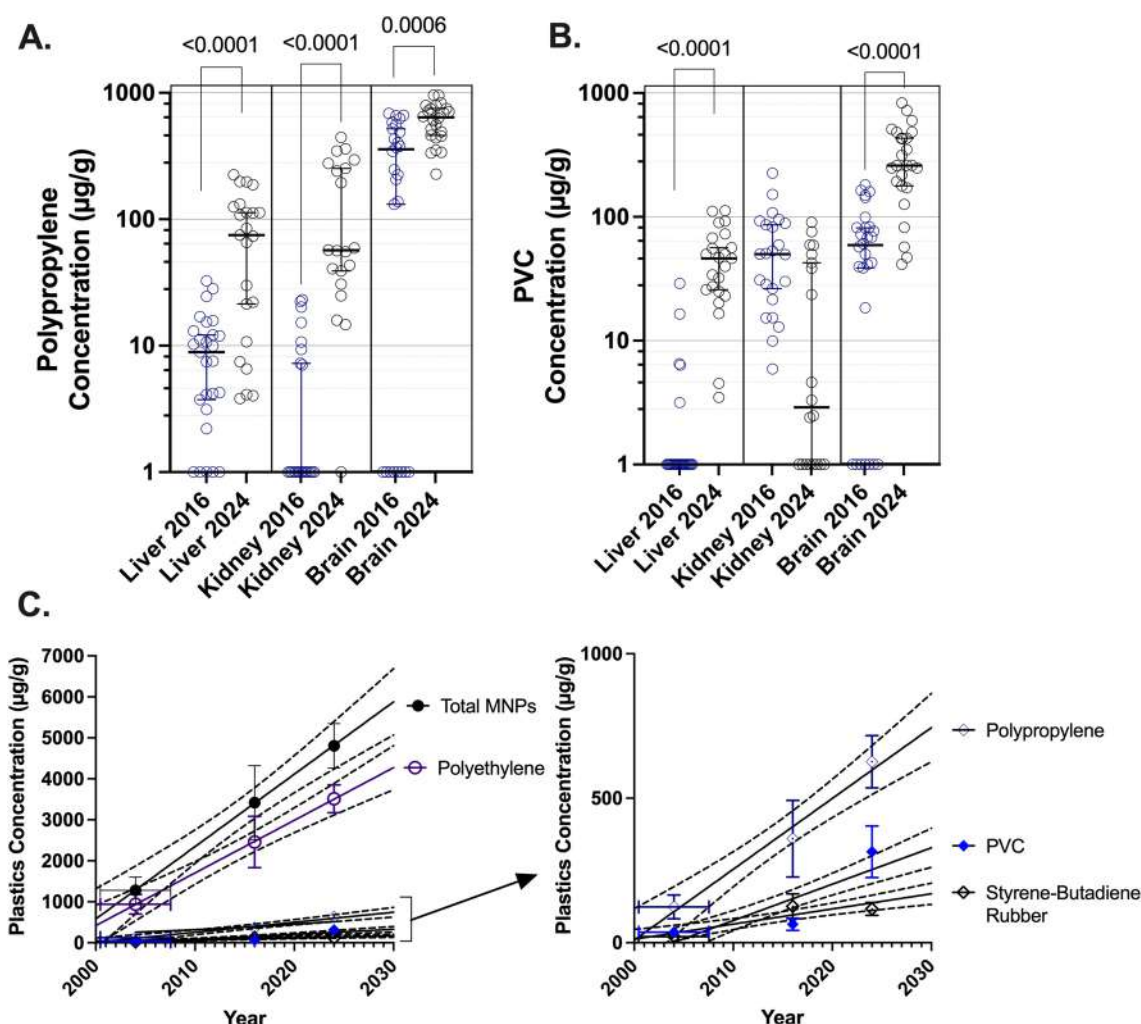 A.
<0.0001
<0.0001
0.0006
Polypropylene
Concentration (µg/g)
1000
100
10
1
Liver 2016
Liver 2024
Kidney 2016
Kidney 2024
Brain 2016
Brain 2024
B.
<0.0001
<0.0001
PVC
Concentration (µg/g)
1000
100
10
1
Liver 2016
Liver 2024
Kidney 2016
Kidney 2024
Brain 2016
Brain 2024
C.
Plastics Concentration (µg/g)
7000
6000
5000
4000
3000
2000
1000
0
2000
2010
2020
2030
Year
Total MNPs
Polyethylene
Plastics Concentration (µg/g)
1000
500
0
2000
2010
2020
2030
Year
Polypropylene
PVC
Styrene-Butadiene
Rubber